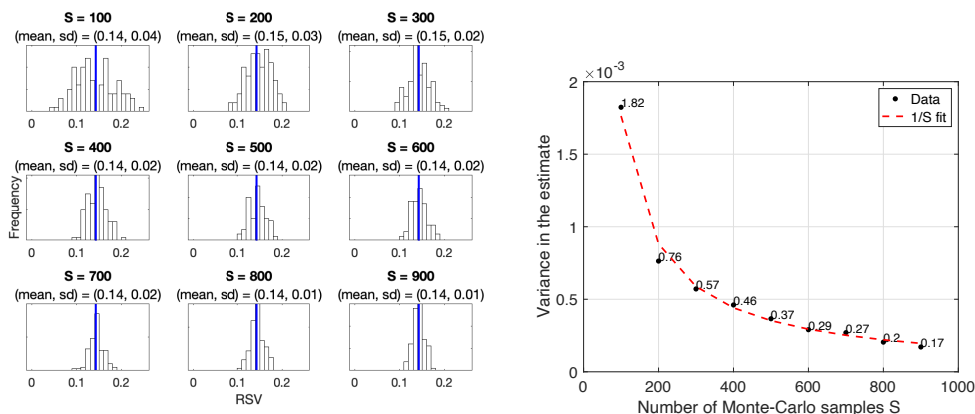 S = 100
(mean, sd) = (0.14, 0.04)
S = 200
(mean, sd) = (0.15, 0.03)
S = 300
(mean, sd) = (0.15, 0.02)
0 0.1 0.2
0 0.1 0.2
0 0.1 0.2
S = 400
(mean, sd) = (0.14, 0.02)
S = 500
(mean, sd) = (0.14, 0.02)
S = 600
(mean, sd) = (0.14, 0.02)
Frequency
0 0.1 0.2
0 0.1 0.2
0 0.1 0.2
S = 700
(mean, sd) = (0.14, 0.02)
S = 800
(mean, sd) = (0.14, 0.01)
S = 900
(mean, sd) = (0.14, 0.01)
0 0.1 0.2
0 0.1 0.2
0 0.1 0.2
RSV
×10⁻³
2
1.5
1
0.5
0
Variance in the estimate
1.82
0.76
0.57
0.46
0.37
0.29
0.27
0.2
0.17
Data
1/S fit
0 200 400 600 800 1000
Number of Monte-Carlo samples S